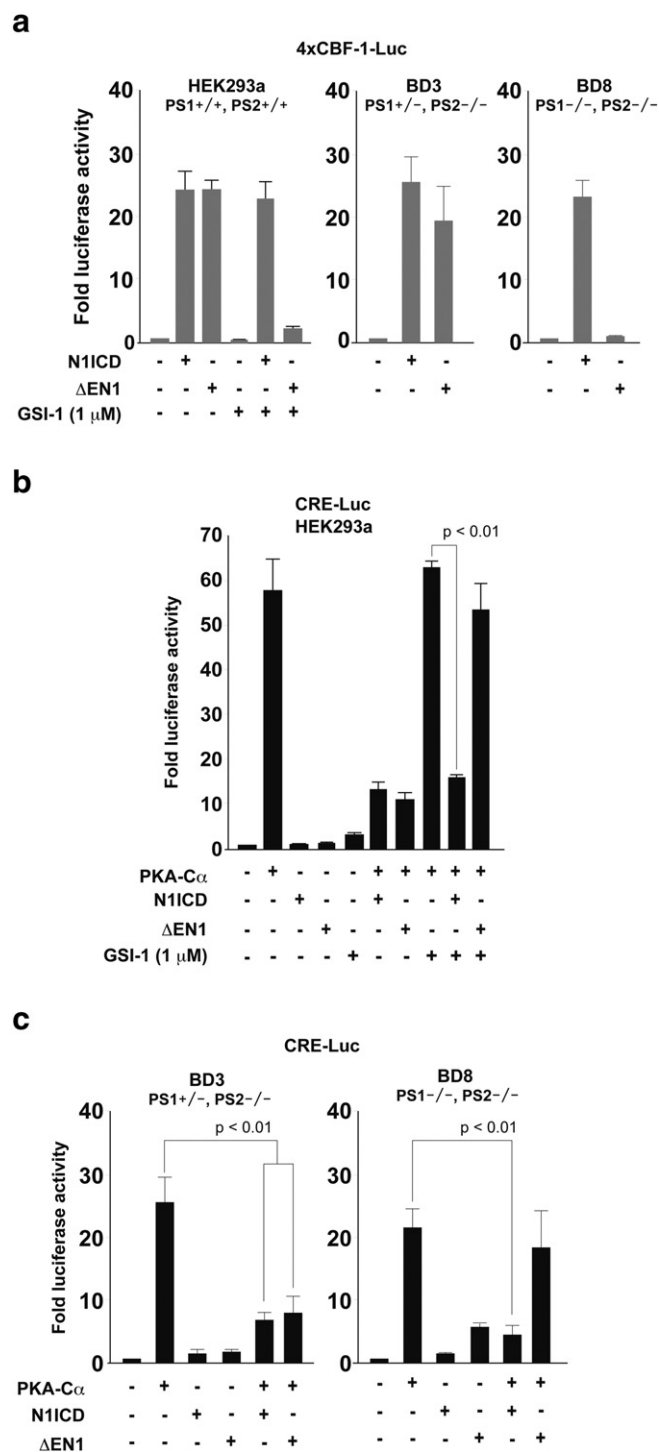 a
4xCBF-1-Luc
HEK293a
PS1+/+, PS2+/+
BD3
PS1+/−, PS2−/−
BD8
PS1−/−, PS2−/−
Fold luciferase activity
40
30
20
10
0
40
30
20
10
0
40
30
20
10
0
N1ICD - + - - + - - + - - + -
ΔEN1 - - + - - + - - + - - +
GSI-1 (1 μM) - - - + + +
b
CRE-Luc
HEK293a
p < 0.01
Fold luciferase activity
70
60
50
40
30
20
10
0
PKA-Cα - + - - - + + + + +
N1ICD - - + - - + - - + -
ΔEN1 - - - + - - + - - +
GSI-1 (1 μM) - - - - + - - + + +
c
CRE-Luc
BD3
PS1+/−, PS2−/−
BD8
PS1−/−, PS2−/−
p < 0.01
p < 0.01
Fold luciferase activity
40
30
20
10
0
40
30
20
10
0
PKA-Cα - + - - + + - + - - + +
N1ICD - - + - + - - - + - + -
ΔEN1 - - - + - + - - - + - +